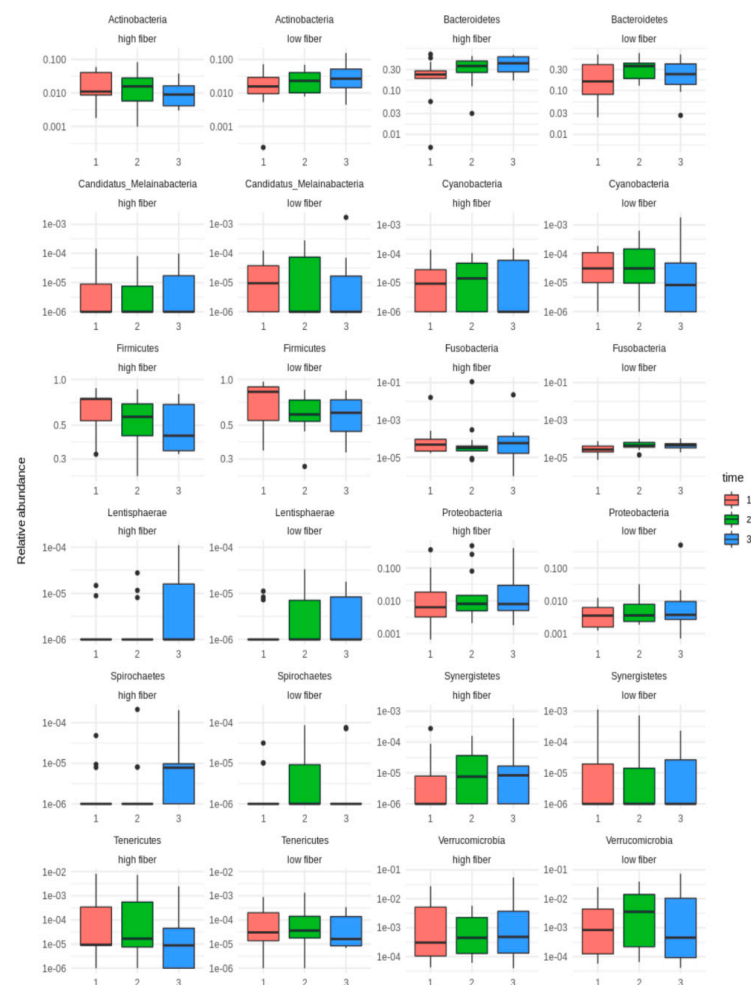 Actinobacteria Actinobacteria Bacteroidetes Bacteroidetes
high fiber low fiber high fiber low fiber
0.100 0.100 0.30 0.30
0.010 0.010 0.10 0.10
0.001 0.001 0.03 0.03
0.01 0.01
1 2 3 1 2 3 1 2 3 1 2 3
Candidatus_Melainabacteria Candidatus_Melainabacteria Cyanobacteria Cyanobacteria
high fiber low fiber high fiber low fiber
1e-03 1e-03 1e-03 1e-03
1e-04 1e-04 1e-04 1e-04
1e-05 1e-05 1e-05 1e-05
1e-06 1e-06 1e-06 1e-06
1 2 3 1 2 3 1 2 3 1 2 3
Firmicutes Firmicutes Fusobacteria Fusobacteria
high fiber low fiber high fiber low fiber
1.0 1.0 1e-01 1e-01
0.5 0.5 1e-03 1e-03
0.3 0.3 1e-05 1e-05
1 2 3 1 2 3 1 2 3 1 2 3
Relative abundance
time
1
2
3
Lentisphaerae Lentisphaerae Proteobacteria Proteobacteria
high fiber low fiber high fiber low fiber
1e-04 1e-04 0.100 0.100
1e-05 1e-05 0.010 0.010
1e-06 1e-06 0.001 0.001
1 2 3 1 2 3 1 2 3 1 2 3
Spirochaetes Spirochaetes Synergistetes Synergistetes
high fiber low fiber high fiber low fiber
1e-04 1e-04 1e-03 1e-03
1e-05 1e-05 1e-04 1e-04
1e-06 1e-06 1e-05 1e-05
1e-06 1e-06
1 2 3 1 2 3 1 2 3 1 2 3
Tenericutes Tenericutes Verrucomicrobia Verrucomicrobia
high fiber low fiber high fiber low fiber
1e-02 1e-02 1e-01 1e-01
1e-03 1e-03 1e-02 1e-02
1e-04 1e-04 1e-03 1e-03
1e-05 1e-05 1e-04 1e-04
1e-06 1e-06